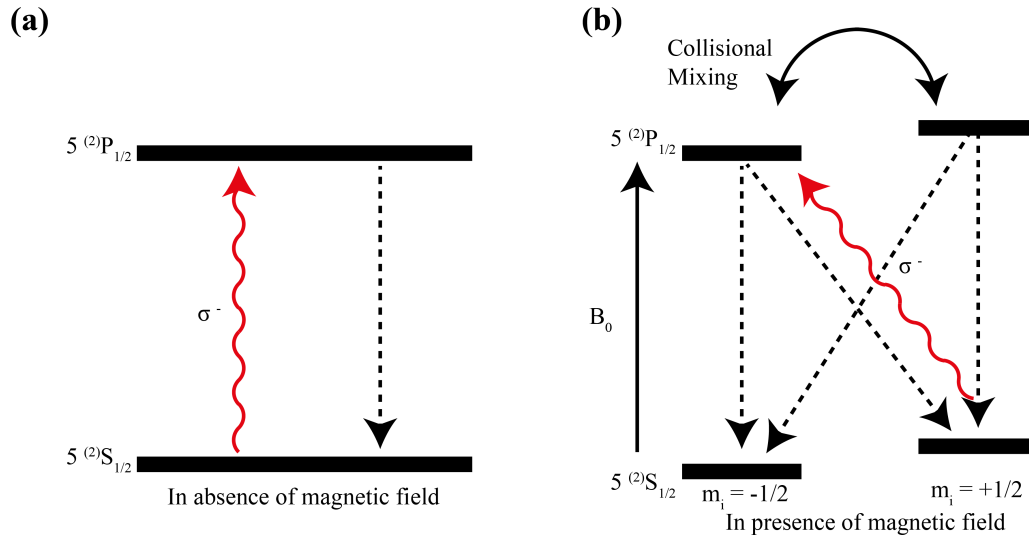 (a)
5 (2)P1/2
σ -
5 (2)S1/2
In absence of magnetic field
(b)
Collisional
Mixing
5 (2)P1/2
σ -
B0
5 (2)S1/2
mi = -1/2
mi = +1/2
In presence of magnetic field